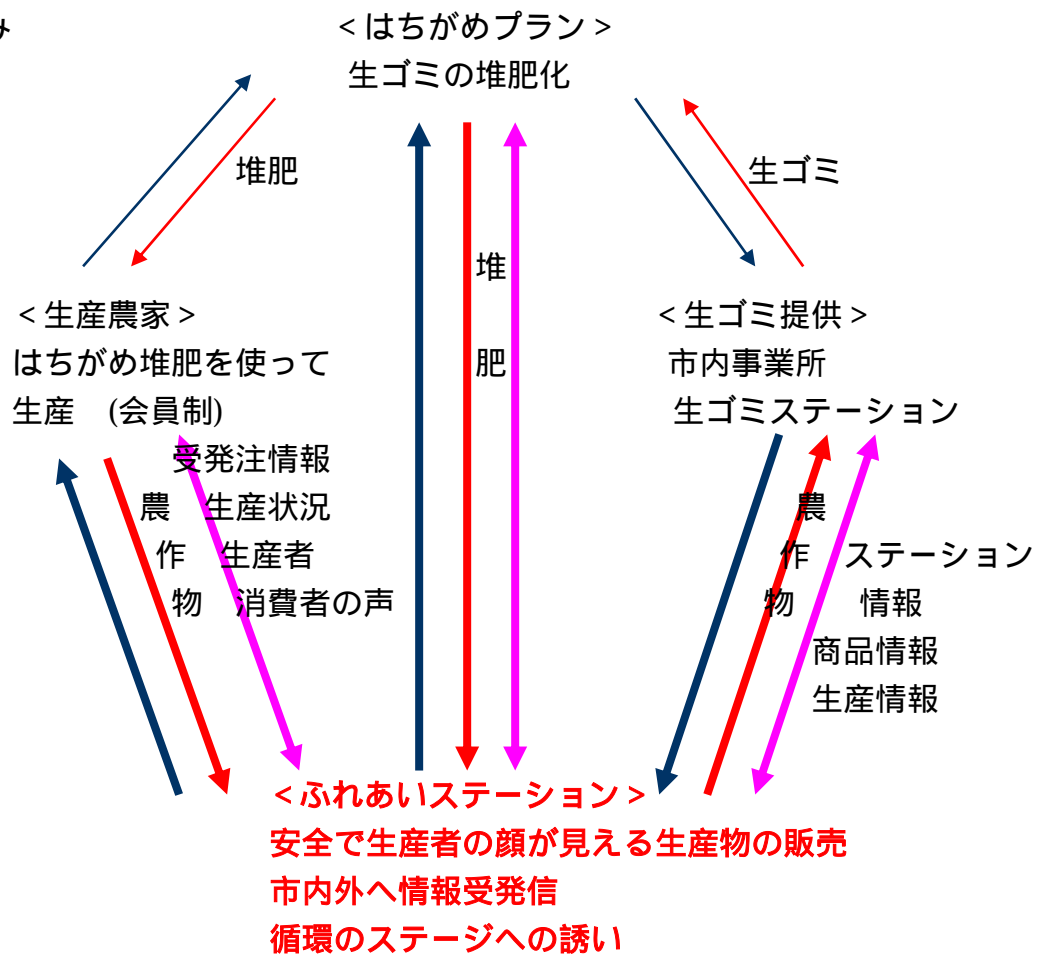 み
<はちがめプラン>
生ゴミの堆肥化
堆肥
生ゴミ
堆
肥
<生産農家>
はちがめ堆肥を使って
生産 (会員制)
<生ゴミ提供>
市内事業所
生ゴミステーション
受発注情報
農 生産状況
作 生産者
物 消費者の声
農
作 ステーション
物 情報
商品情報
生産情報
<ふれあいステーション>
安全で生産者の顔が見える生産物の販売
市内外へ情報受発信
循環のステージへの誘い